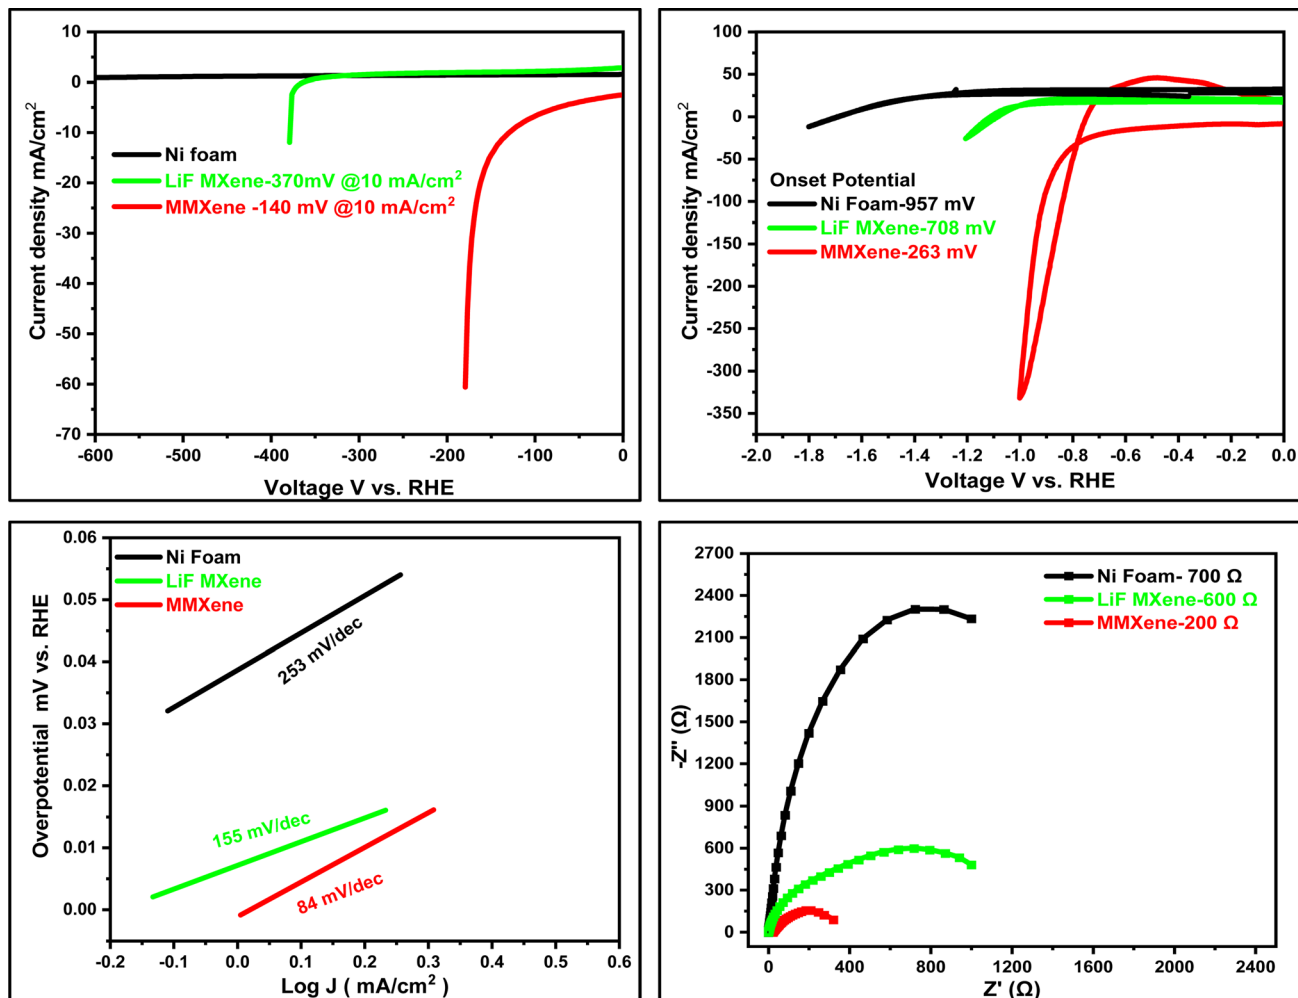 10
0
-10
-20
-30
-40
-50
-60
-70
-600
-500
-400
-300
-200
-100
0
Current density mA/cm²
Voltage V vs. RHE
Ni foam
LiF MXene-370mV @10 mA/cm²
MMXene -140 mV @10 mA/cm²
100
50
0
-50
-100
-150
-200
-250
-300
-350
-2.0
-1.8
-1.6
-1.4
-1.2
-1.0
-0.8
-0.6
-0.4
-0.2
0.0
Current density mA/cm²
Voltage V vs. RHE
Onset Potential
Ni Foam-957 mV
LiF MXene-708 mV
MMXene-263 mV
0.06
0.05
0.04
0.03
0.02
0.01
0.00
-0.2
-0.1
0.0
0.1
0.2
0.3
0.4
0.5
0.6
Overpotential mV vs. RHE
Log J ( mA/cm² )
Ni Foam
LiF MXene
MMXene
253 mV/dec
155 mV/dec
84 mV/dec
2700
2400
2100
1800
1500
1200
900
600
300
0
0
400
800
1200
1600
2000
2400
-Z'' (Ω)
Z' (Ω)
Ni Foam- 700 Ω
LiF MXene-600 Ω
MMXene-200 Ω